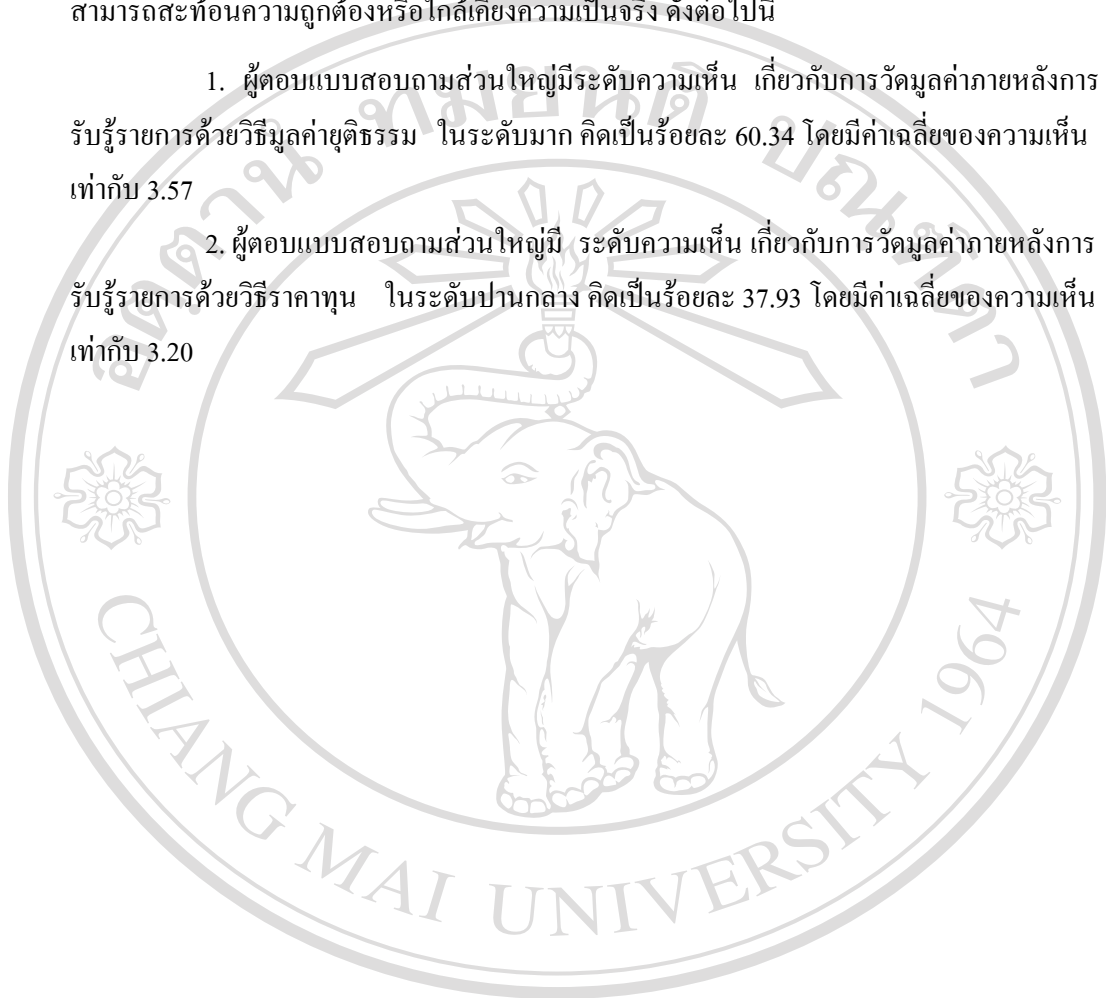 สามารถสะท้อนความถูกต้องหรือใกล้เคียงความเป็นจริง ดังต่อไปนี้
1. ผู้ตอบแบบสอบถามส่วนใหญ่มีระดับความเห็น เกี่ยวกับการวัดมูลค่าภายหลังการ
รับรู้รายการด้วยวิธีมูลค่ายุติธรรม ในระดับมาก คิดเป็นร้อยละ 60.34 โดยมีค่าเฉลี่ยของความเห็น
เท่ากับ 3.57
2. ผู้ตอบแบบสอบถามส่วนใหญ่มี ระดับความเห็น เกี่ยวกับการวัดมูลค่าภายหลังการ
รับรู้รายการด้วยวิธีราคาทุน ในระดับปานกลาง คิดเป็นร้อยละ 37.93 โดยมีค่าเฉลี่ยของความเห็น
เท่ากับ 3.20
อตฺตานํ ทมยนฺติ ปณฺฑิตา
CHIANG MAI UNIVERSITY 1964